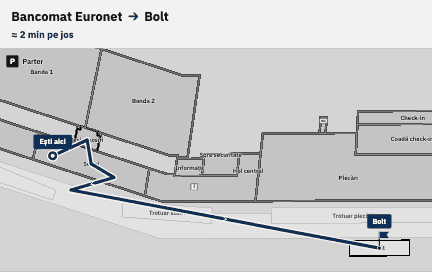 Bancomat Euronet → Bolt
≈ 2 min pe jos
P Parter
Banda 1
Banda 2
Check-in
Coadă check-in
Ești aici
Informații
Hol central
Plecări
Trotuar
Trotuar
Bolt